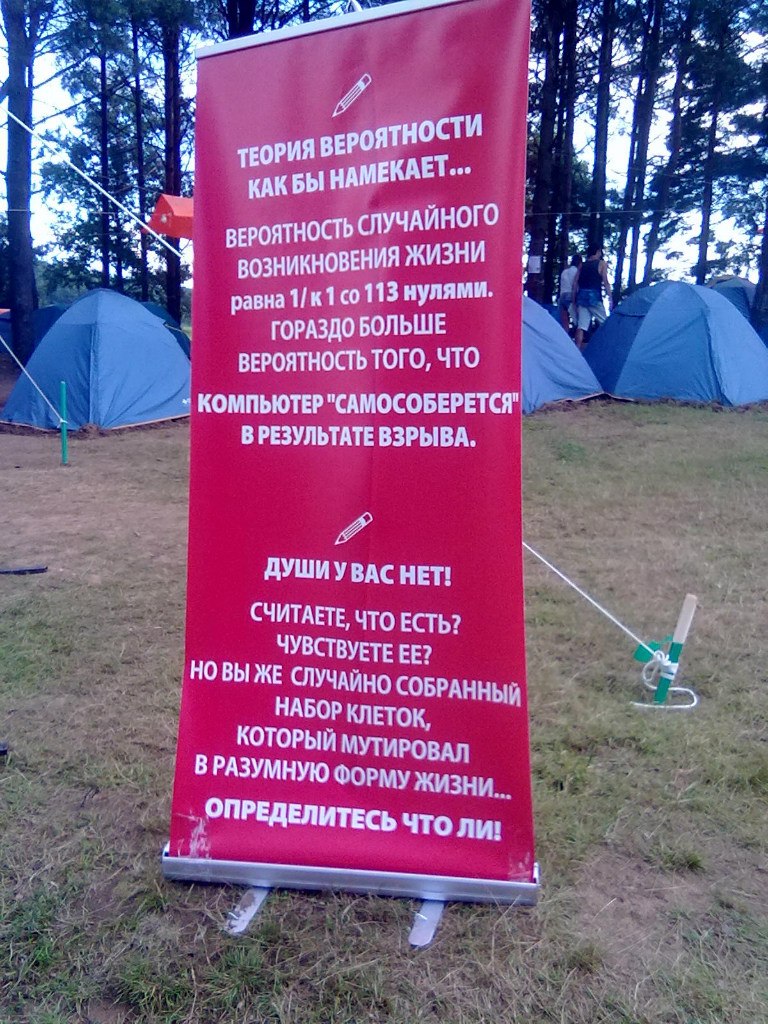 ТЕОРИЯ ВЕРОЯТНОСТИ
КАК БЫ НАМЕКАЕТ...
ВЕРОЯТНОСТЬ СЛУЧАЙНОГО
ВОЗНИКНОВЕНИЯ ЖИЗНИ
равна 1/ к 1 со 113 нулями.
ГОРАЗДО БОЛЬШЕ
ВЕРОЯТНОСТЬ ТОГО, ЧТО
КОМПЬЮТЕР "САМОСОБЕРЕТСЯ"
В РЕЗУЛЬТАТЕ ВЗРЫВА.
ДУШИ У ВАС НЕТ!
СЧИТАЕТЕ, ЧТО ЕСТЬ?
ЧУВСТВУЕТЕ ЕЕ?
НО ВЫ ЖЕ СЛУЧАЙНО СОБРАННЫЙ
НАБОР КЛЕТОК,
КОТОРЫЙ МУТИРОВАЛ
В РАЗУМНУЮ ФОРМУ ЖИЗНИ...
ОПРЕДЕЛИТЕСЬ ЧТО ЛИ!